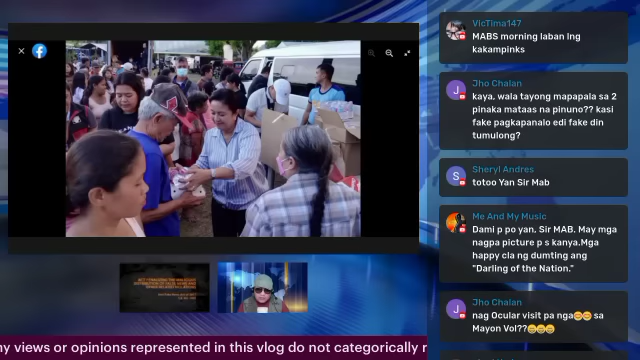 VicTIma147
MABS morning laban lng
kakampinks
Jho Chalan
kaya, wala tayong mapapala sa 2
pinaka mataas na pinuno?? kasi
fake pagkapanalo edi fake din
tumulong?
Sheryl Andres
totoo Yan Sir Mab
Me And My Music
Dami p po yan, Sir MAB. May mga
nagpa picture p s kanya.Mga
happy cla ng dumting ang
"Darling of the Nation."
Jho Chalan
nag Ocular visit pa nga😊😊 sa
Mayon Vol??😄😄😄
ny views or opinions represented in this vlog do not categorically r